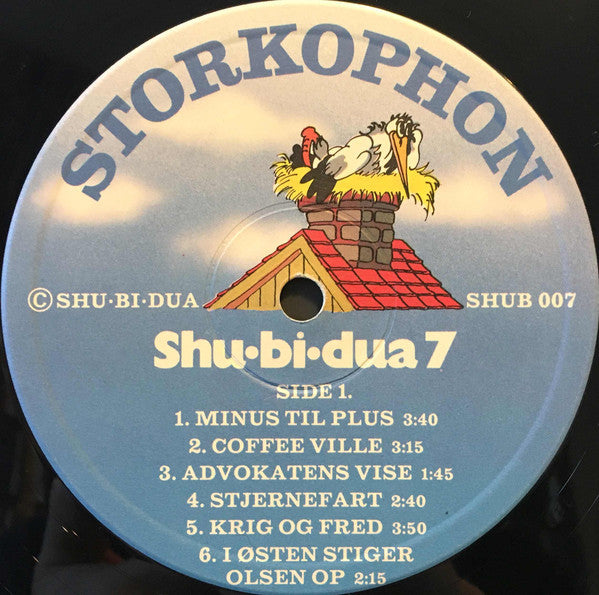 STORKOPHON
© SHU·BI·DUA
SHUB 007
Shu·bi·dua 7
SIDE 1.
1. MINUS TIL PLUS 3:40
2. COFFEE VILLE 3:15
3. ADVOKATENS VISE 1:45
4. STJERNEFART 2:40
5. KRIG OG FRED 3:50
6. I ØSTEN STIGER
OLSEN OP 2:15